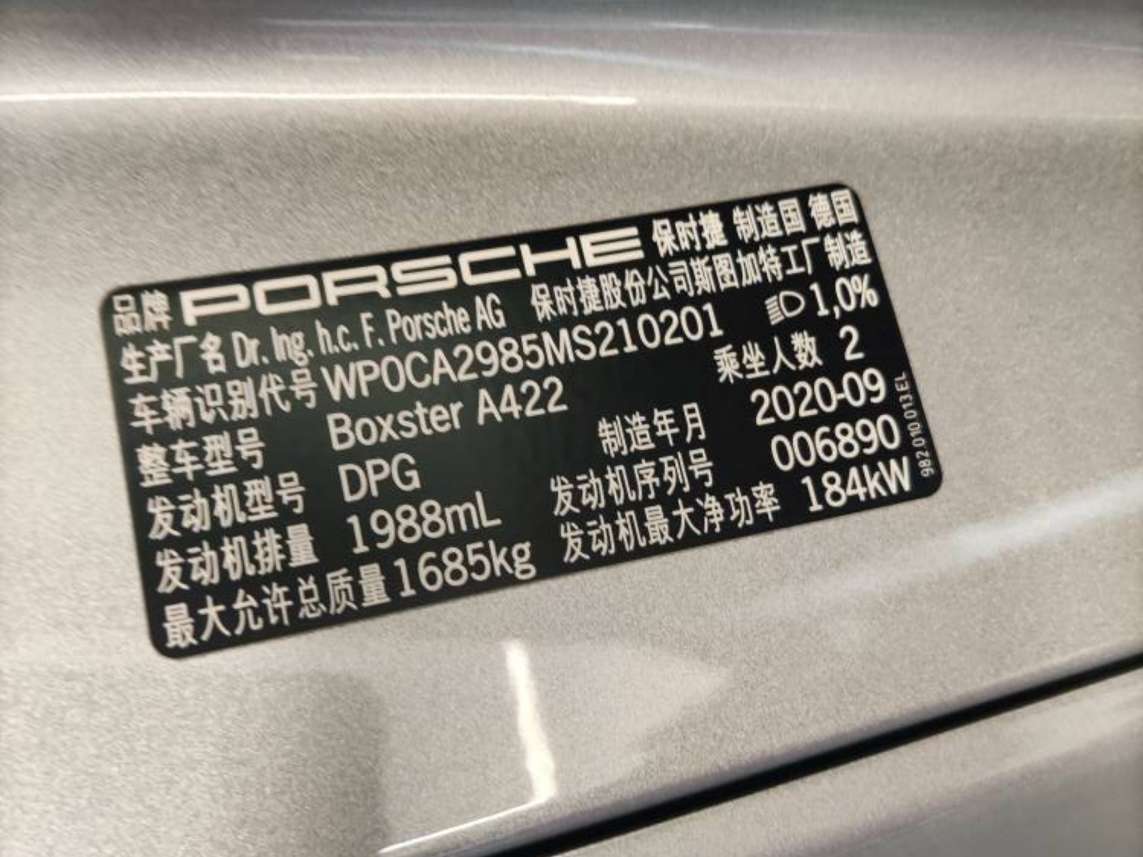 品牌 PORSCHE 保时捷 制造国 德国
生产厂名 Dr. Ing. h.c. F. Porsche AG 保时捷股份公司斯图加特工厂制造
车辆识别代号 WP0CA2985MS210201 1,0%
整车型号 Boxster A422 乘坐人数 2
发动机型号 DPG 制造年月 2020-09
发动机排量 1988mL 发动机序列号 006890
最大允许总质量 1685kg 发动机最大净功率 184kW
982 010 013 EL